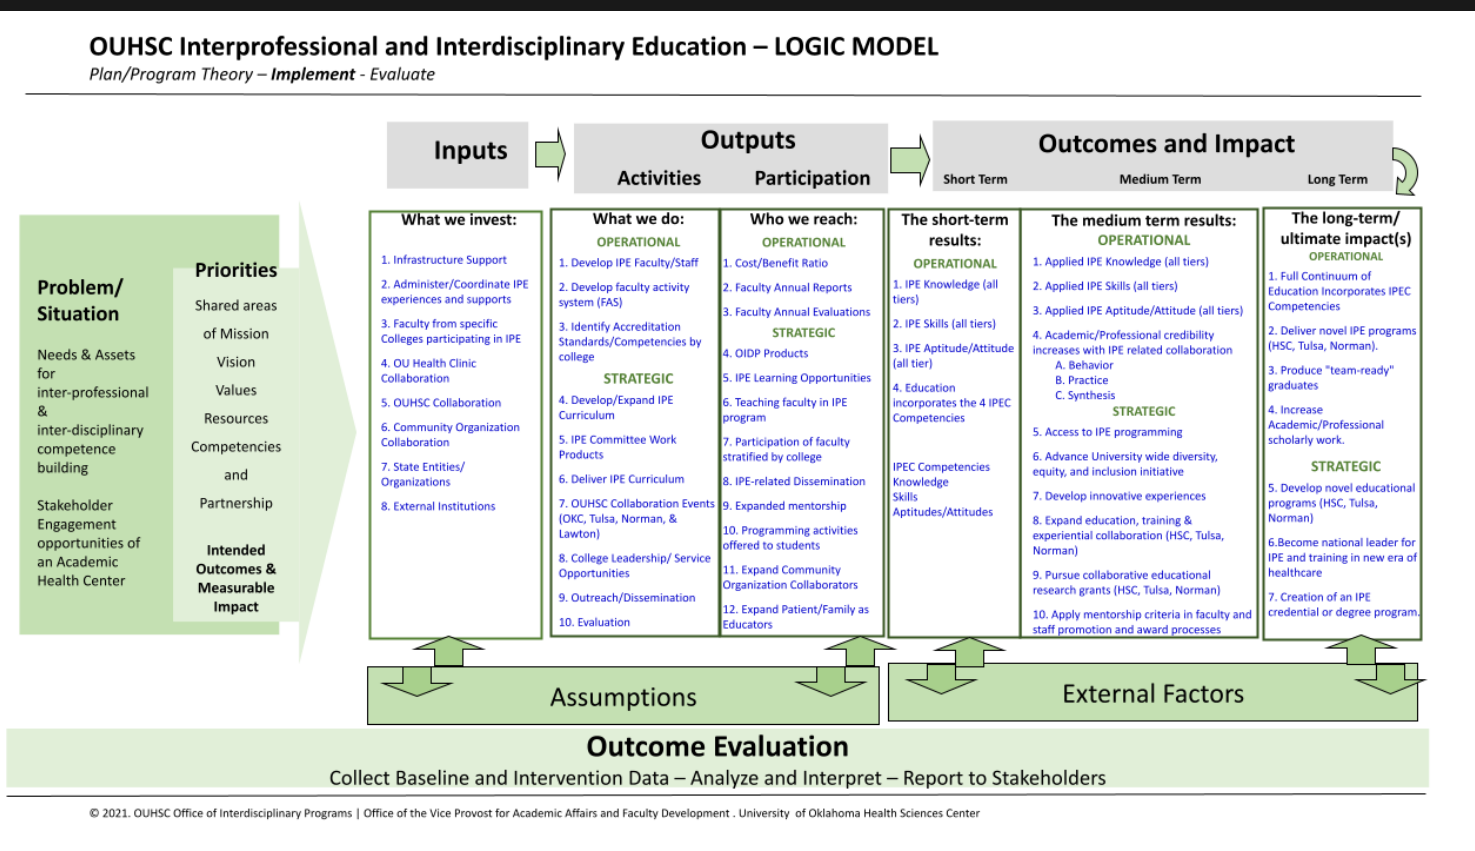 OUHSC Interprofessional and Interdisciplinary Education – LOGIC MODEL
Plan/Program Theory – Implement - Evaluate
Problem/
Situation
Needs & Assets
for
inter-professional
&
inter-disciplinary
competence
building
Stakeholder
Engagement
opportunities of
an Academic
Health Center
Priorities
Shared areas
of Mission
Vision
Values
Resources
Competencies
and
Partnership
Intended
Outcomes &
Measurable
Impact
Inputs
What we invest:
1. Infrastructure Support
2. Administer/Coordinate IPE
experiences and supports
3. Faculty from specific
Colleges participating in IPE
4. OU Health Clinic
Collaboration
5. OUHSC Collaboration
6. Community Organization
Collaboration
7. State Entities/
Organizations
8. External Institutions
Outputs
Activities
Participation
What we do:
OPERATIONAL
1. Develop IPE Faculty/Staff
2. Develop faculty activity
system (FAS)
3. Identify Accreditation
Standards/Competencies by
college
STRATEGIC
4. Develop/Expand IPE
Curriculum
5. IPE Committee Work
Products
6. Deliver IPE Curriculum
7. OUHSC Collaboration Events
(OKC, Tulsa, Norman, &
Lawton)
8. College Leadership/ Service
Opportunities
9. Outreach/Dissemination
10. Evaluation
Who we reach:
OPERATIONAL
1. Cost/Benefit Ratio
2. Faculty Annual Reports
3. Faculty Annual Evaluations
STRATEGIC
4. OIDP Products
5. IPE Learning Opportunities
6. Teaching faculty in IPE
program
7. Participation of faculty
stratified by college
8. IPE-related Dissemination
9. Expanded mentorship
10. Programming activities
offered to students
11. Expand Community
Organization Collaborators
12. Expand Patient/Family as
Educators
Outcomes and Impact
Short Term
Medium Term
Long Term
The short-term
results:
OPERATIONAL
1. IPE Knowledge (all
tiers)
2. IPE Skills (all tiers)
3. IPE Aptitude/Attitude
(all tier)
4. Education
incorporates the 4 IPEC
Competencies
IPEC Competencies
Knowledge
Skills
Aptitudes/Attitudes
The medium term results:
OPERATIONAL
1. Applied IPE Knowledge (all tiers)
2. Applied IPE Skills (all tiers)
3. Applied IPE Aptitude/Attitude (all tiers)
4. Academic/Professional credibility
increases with IPE related collaboration
A. Behavior
B. Practice
C. Synthesis
STRATEGIC
5. Access to IPE programming
6. Advance University wide diversity,
equity, and inclusion initiative
7. Develop innovative experiences
8. Expand education, training &
experiential collaboration (HSC, Tulsa,
Norman)
9. Pursue collaborative educational
research grants (HSC, Tulsa, Norman)
10. Apply mentorship criteria in faculty and
staff promotion and award processes
The long-term/
ultimate impact(s)
OPERATIONAL
1. Full Continuum of
Education Incorporates IPEC
Competencies
2. Deliver novel IPE programs
(HSC, Tulsa, Norman).
3. Produce "team-ready"
graduates
4. Increase
Academic/Professional
scholarly work.
STRATEGIC
5. Develop novel educational
programs (HSC, Tulsa,
Norman)
6.Become national leader for
IPE and training in new era of
healthcare
7. Creation of an IPE
credential or degree program.
Assumptions
External Factors
Outcome Evaluation
Collect Baseline and Intervention Data – Analyze and Interpret – Report to Stakeholders
© 2021. OUHSC Office of Interdisciplinary Programs | Office of the Vice Provost for Academic Affairs and Faculty Development . University of Oklahoma Health Sciences Center